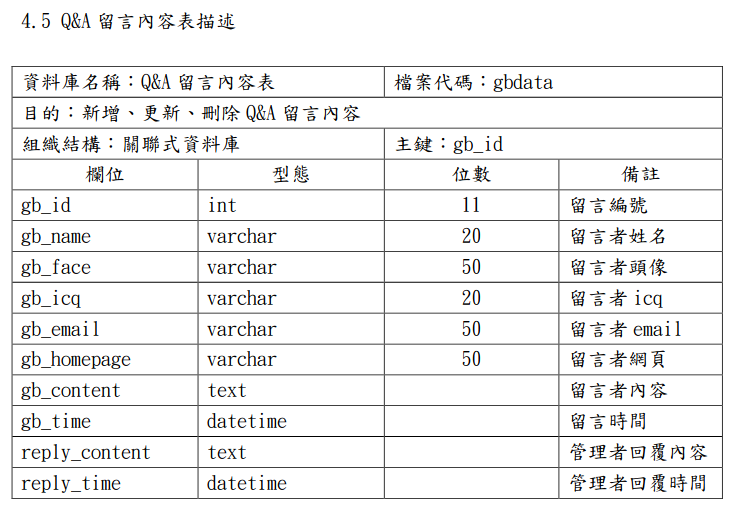 4.5 Q&A 留言內容表描述
資料庫名稱：Q&A 留言內容表 檔案代碼：gbdata
目的：新增、更新、刪除 Q&A 留言內容
組織結構：關聯式資料庫 主鍵：gb_id
欄位 型態 位數 備註
gb_id int 11 留言編號
gb_name varchar 20 留言者姓名
gb_face varchar 50 留言者頭像
gb_icq varchar 20 留言者 icq
gb_email varchar 50 留言者 email
gb_homepage varchar 50 留言者網頁
gb_content text 留言者內容
gb_time datetime 留言時間
reply_content text 管理者回覆內容
reply_time datetime 管理者回覆時間